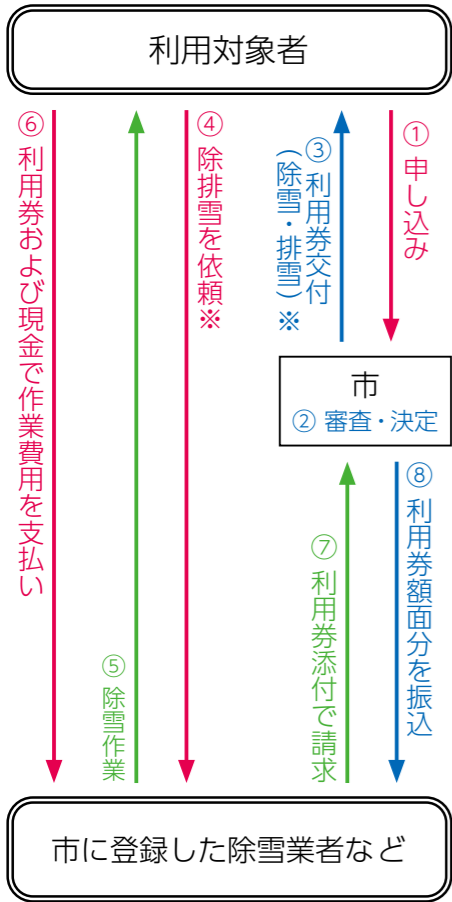 利用対象者
① 申し込み
③ 利用券交付
（除雪・排雪）※
④ 除排雪を依頼※
⑥ 利用券および現金で作業費用を支払い
市
② 審査・決定
⑧ 利用券額面分を振込
⑦ 利用券添付で請求
⑤ 除雪作業
市に登録した除雪業者など